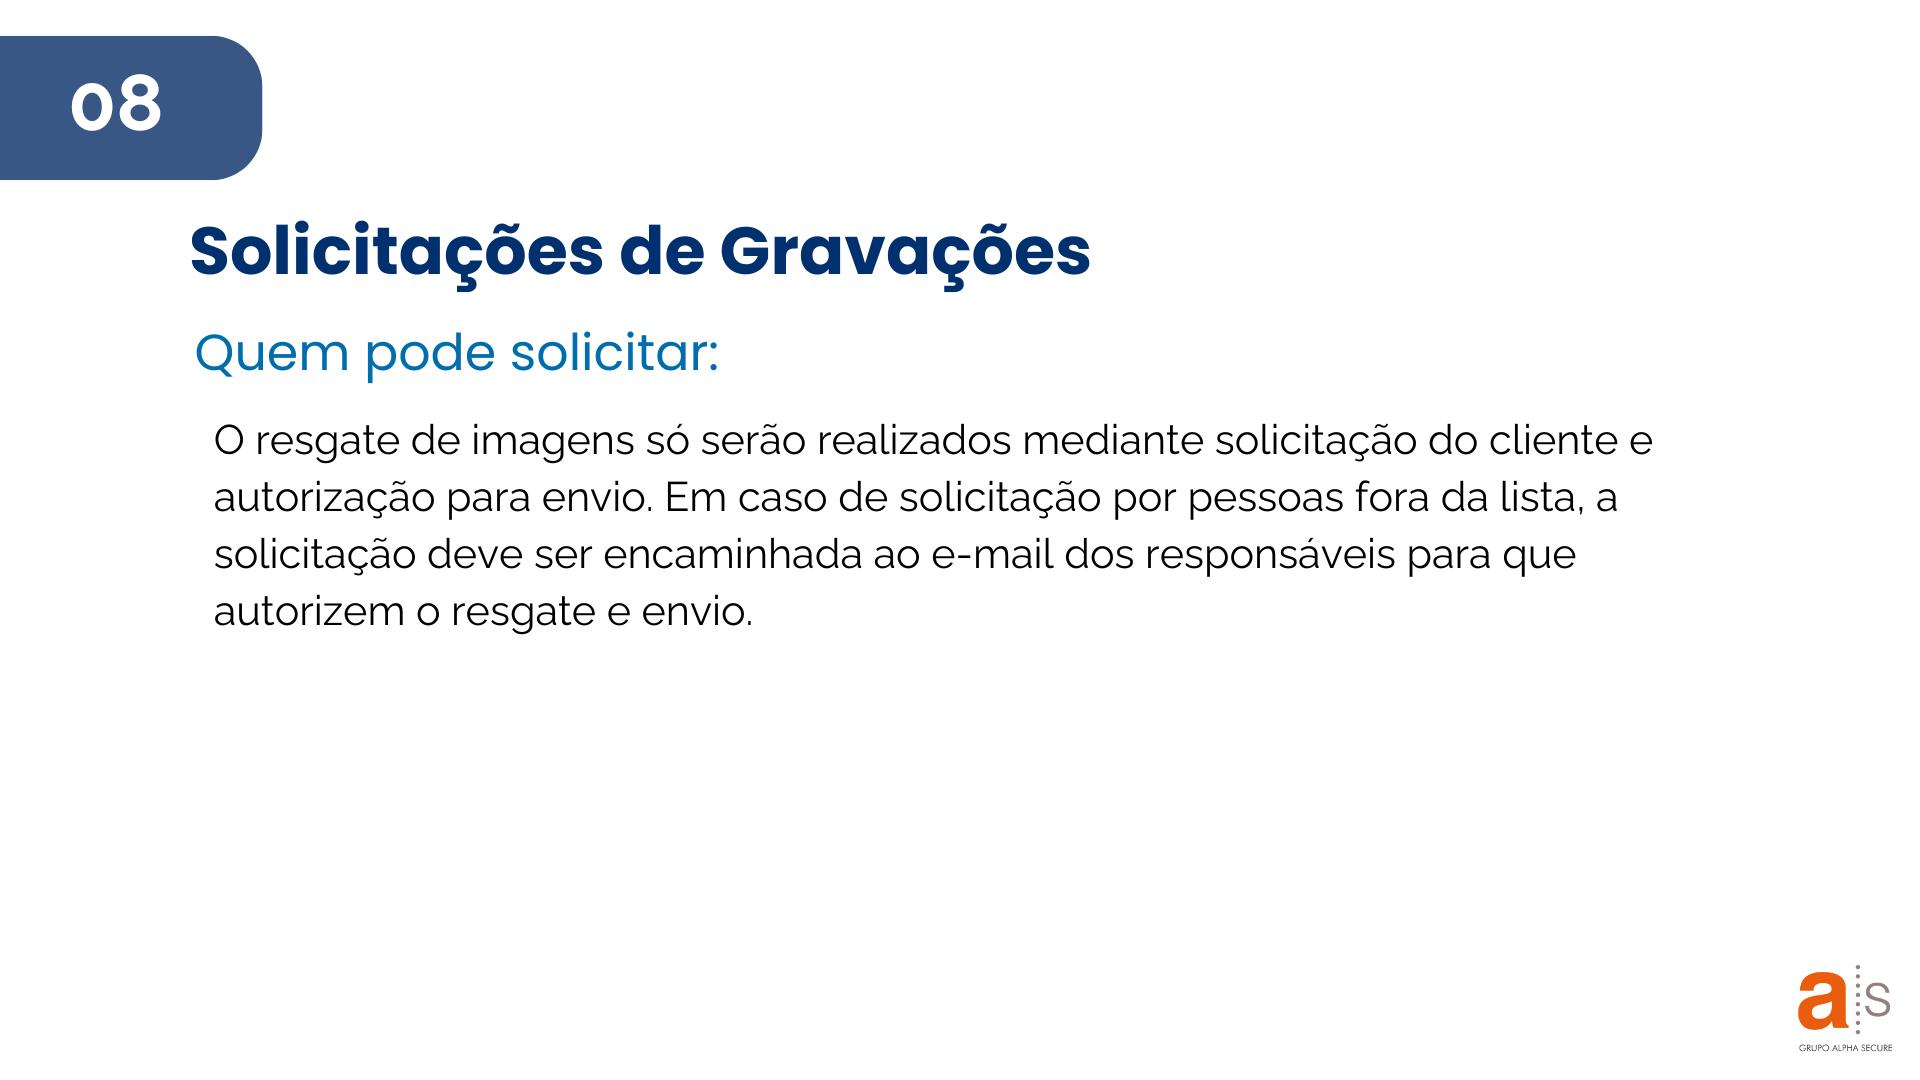 08
Solicitações de Gravações
Quem pode solicitar:
O resgate de imagens só serão realizados mediante solicitação do cliente e
autorização para envio. Em caso de solicitação por pessoas fora da lista, a
solicitação deve ser encaminhada ao e-mail dos responsáveis para que
autorizem o resgate e envio.
a s
GRUPO ALPHA SECURE